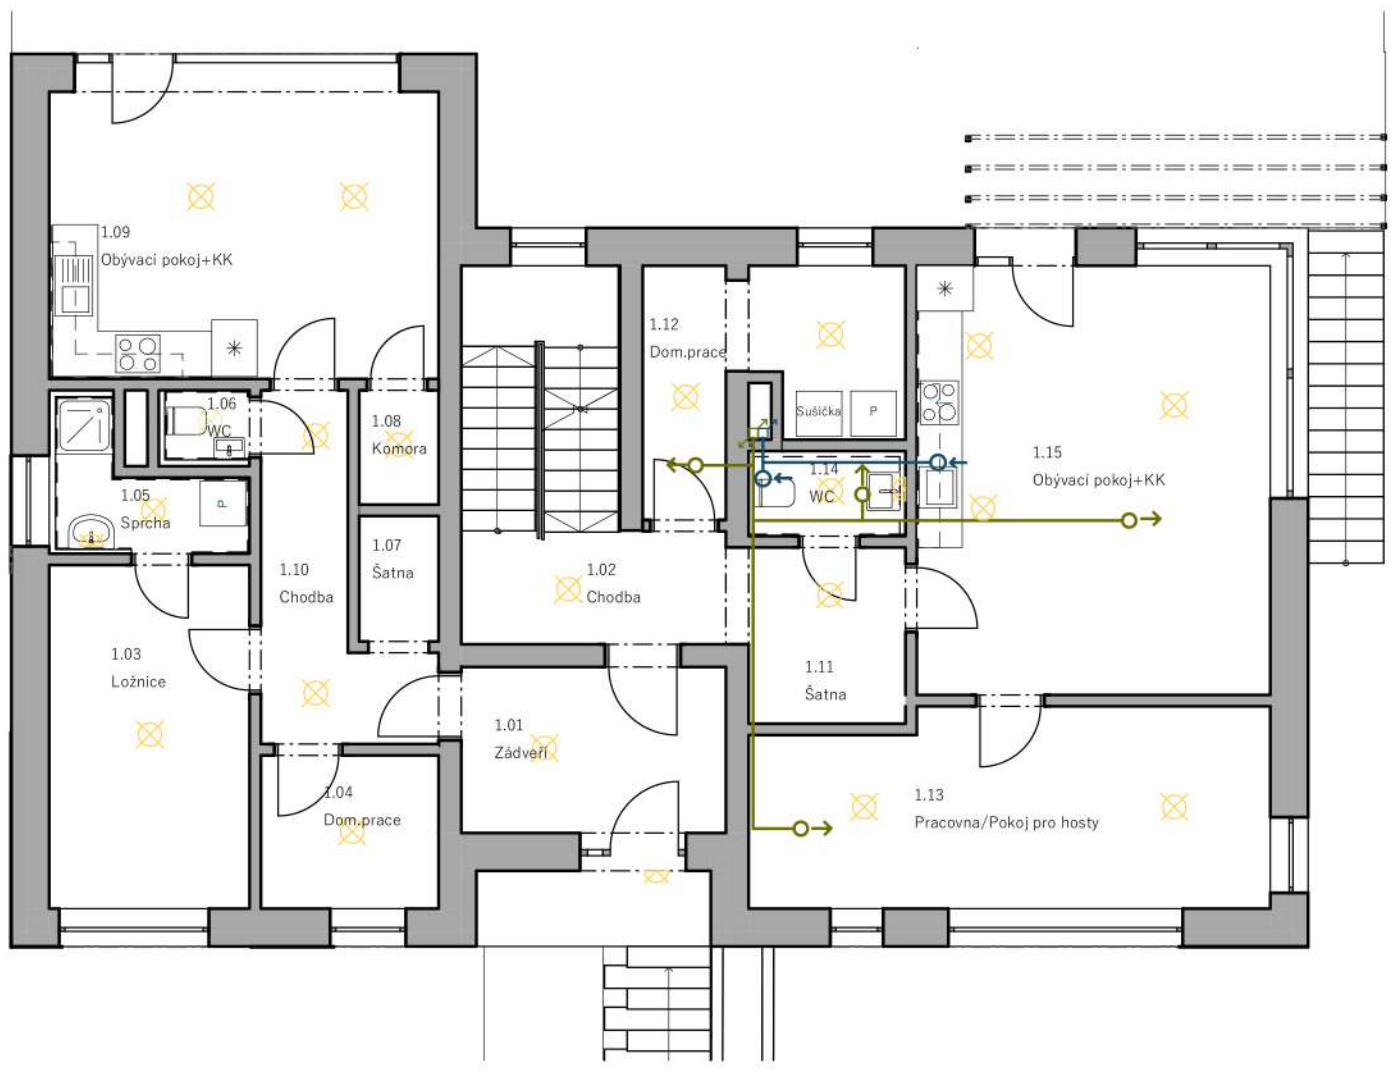 1.09
Obývací pokoj+KK
1.12
Dom.prace
1.06
WC
1.08
Komora
Sušička
P
1.15
Obývací pokoj+KK
1.14
WC
1.05
Sprcha
P
1.07
Šatna
1.10
Chodba
1.02
Chodba
1.03
Ložnice
1.11
Šatna
1.01
Zádveří
1.04
Dom.prace
1.13
Pracovna/Pokoj pro hosty